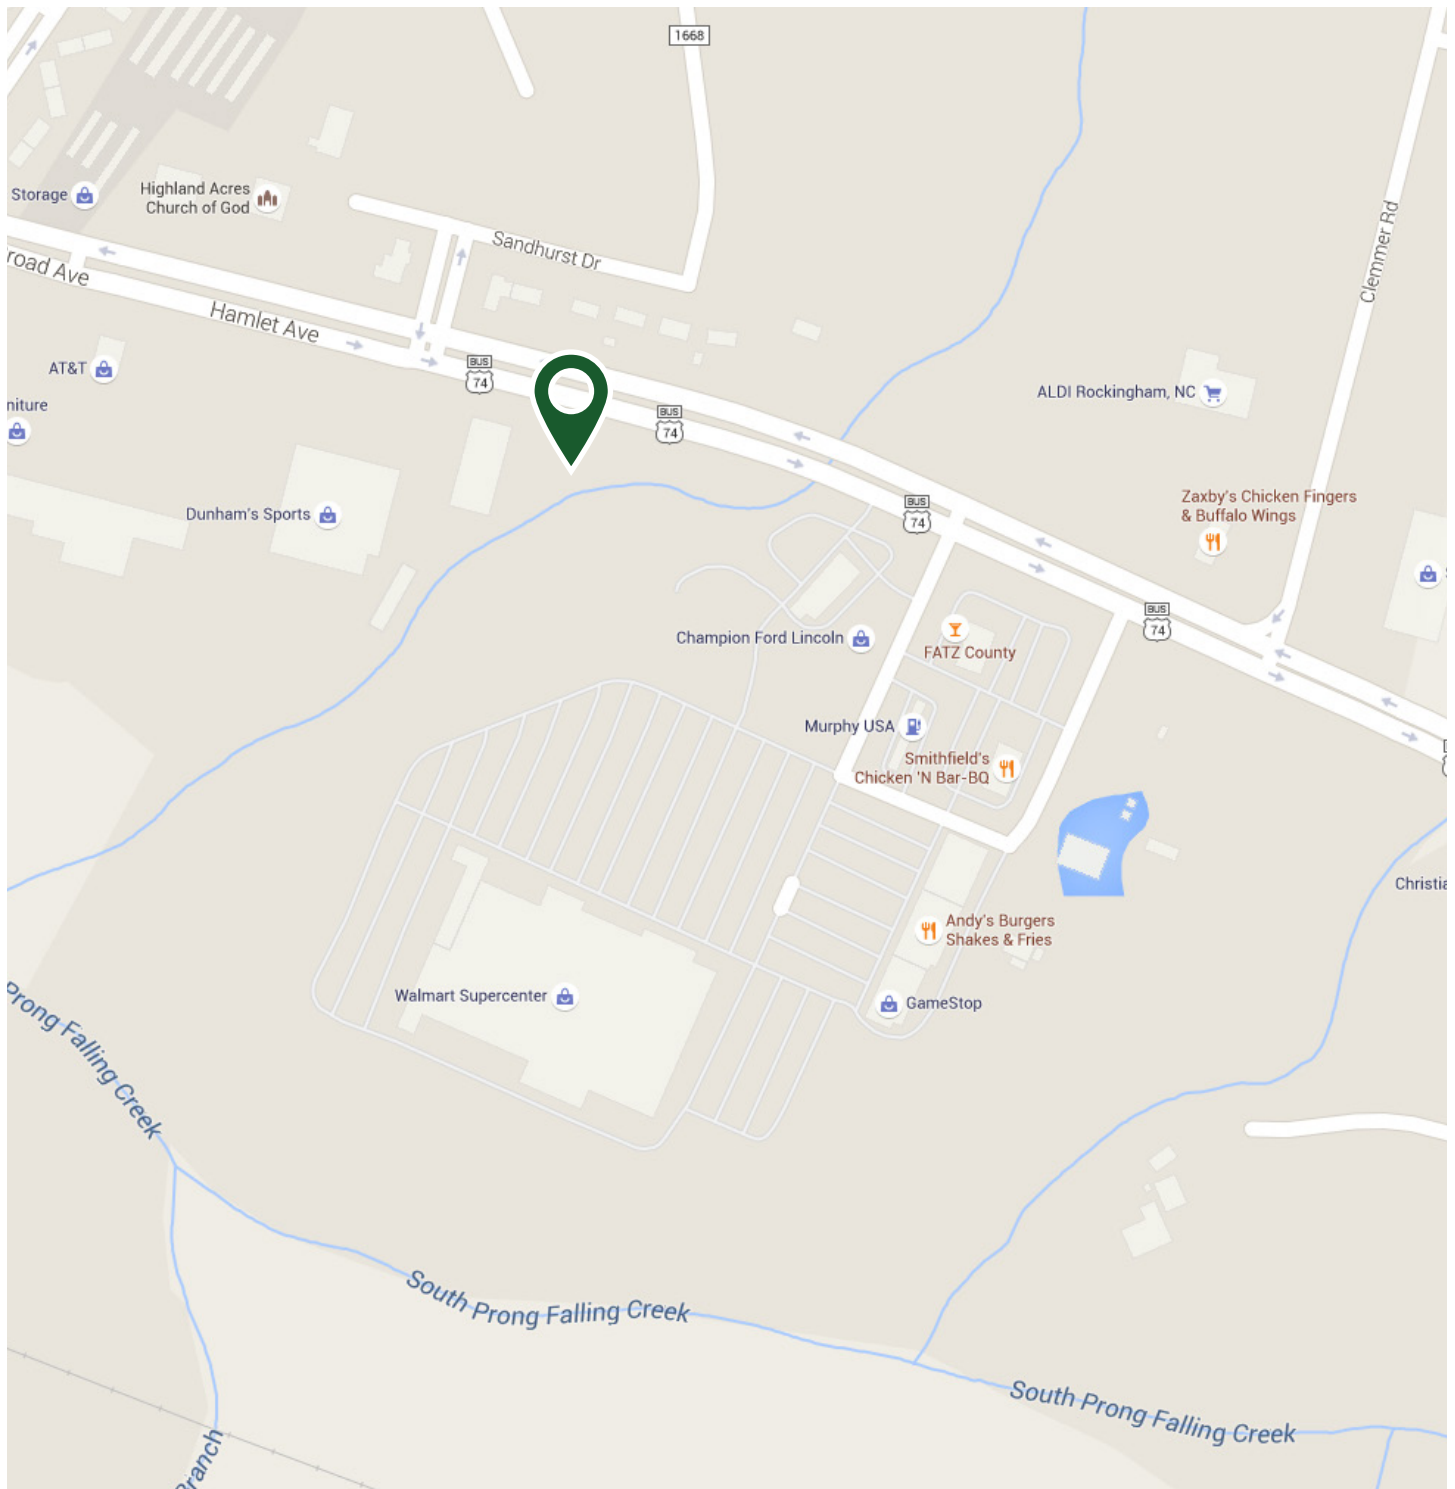 1668
Storage
Highland Acres
Church of God
Sandhurst Dr
road Ave
Hamlet Ave
Clemmer Rd
BUS
74
AT&T
niture
BUS
74
ALDI Rockingham, NC
Dunham's Sports
BUS
74
Zaxby's Chicken Fingers
& Buffalo Wings
BUS
74
Champion Ford Lincoln
FATZ County
Murphy USA
Smithfield's
Chicken 'N Bar-BQ
Christia
Andy's Burgers
Shakes & Fries
Walmart Supercenter
GameStop
Prong Falling Creek
South Prong Falling Creek
South Prong Falling Creek
Branch